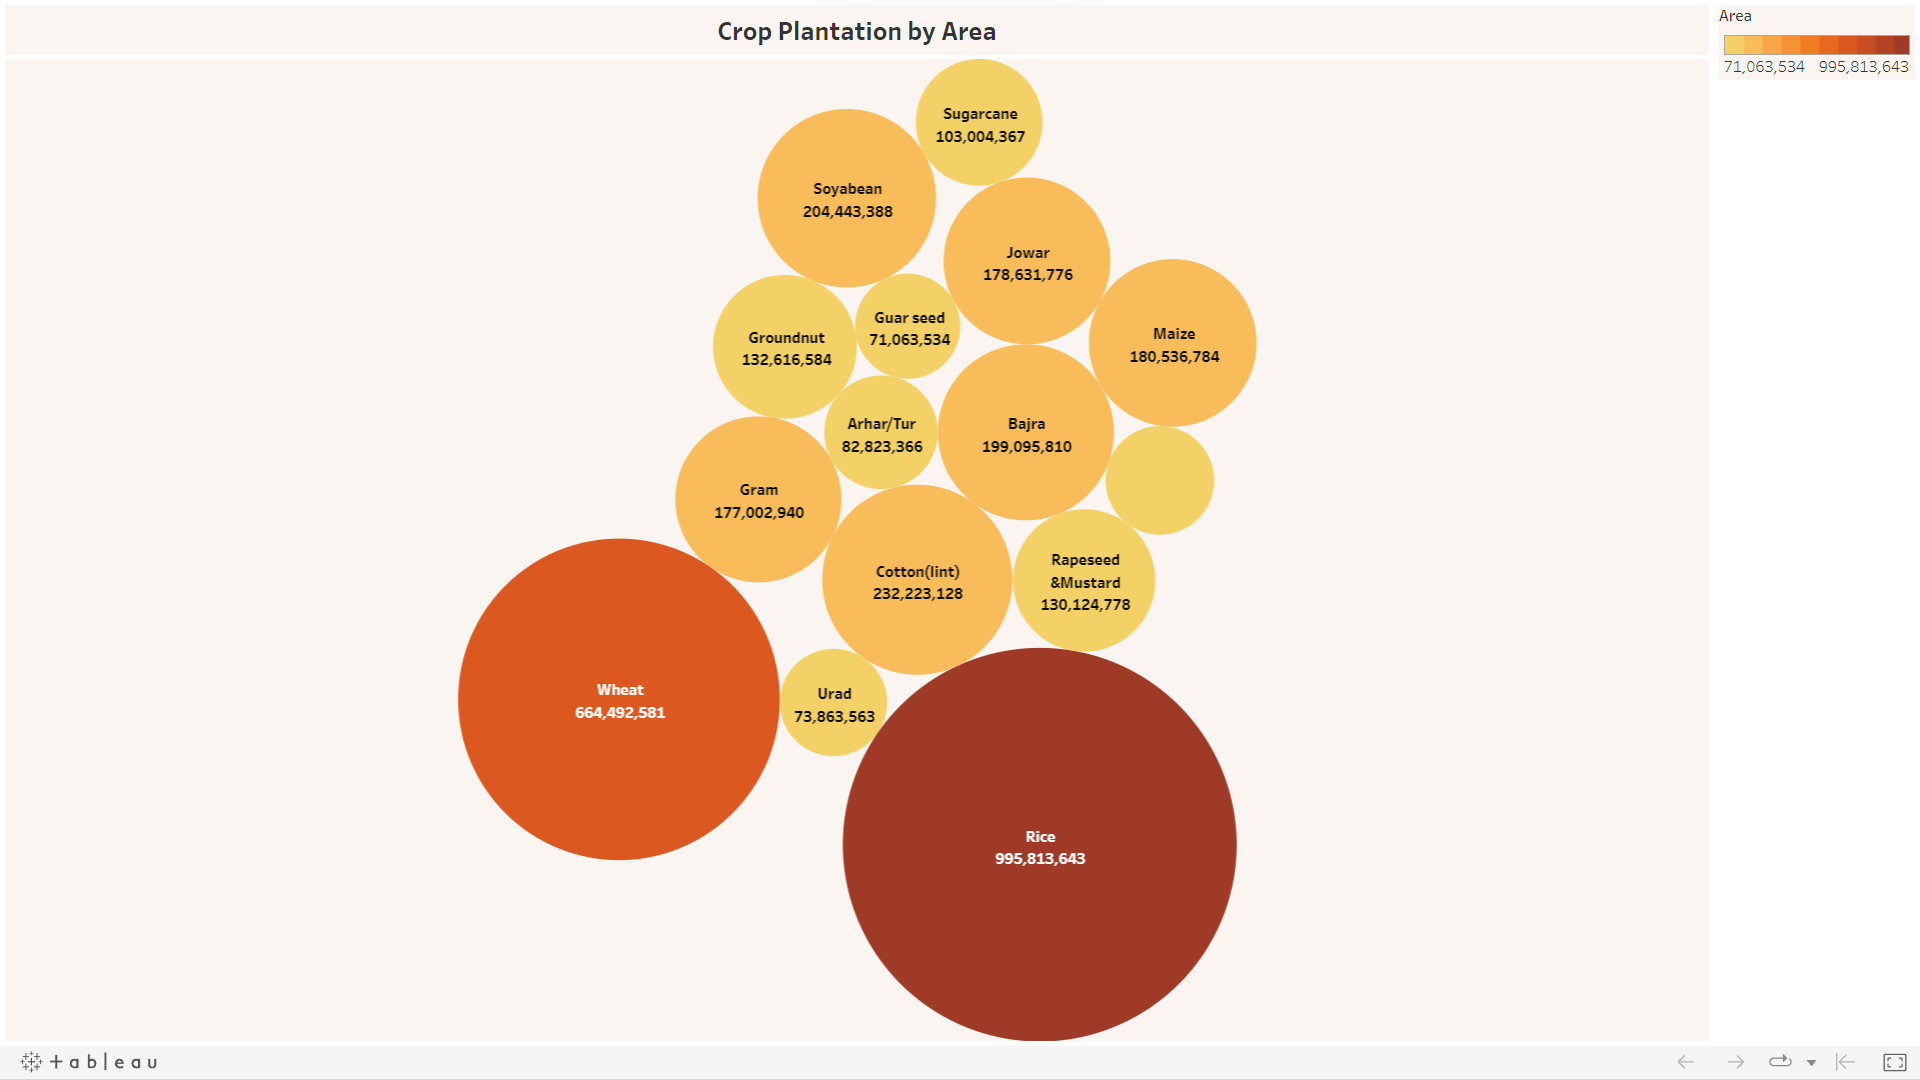 Crop Plantation by Area
Area
71,063,534 995,813,643
Sugarcane
103,004,367
Soyabean
204,443,388
Jowar
178,631,776
Guar seed
71,063,534
Groundnut
132,616,584
Maize
180,536,784
Arhar/Tur
82,823,366
Bajra
199,095,810
Gram
177,002,940
Cotton(lint)
232,223,128
Rapeseed
&Mustard
130,124,778
Wheat
664,492,581
Urad
73,863,563
Rice
995,813,643
+ableau